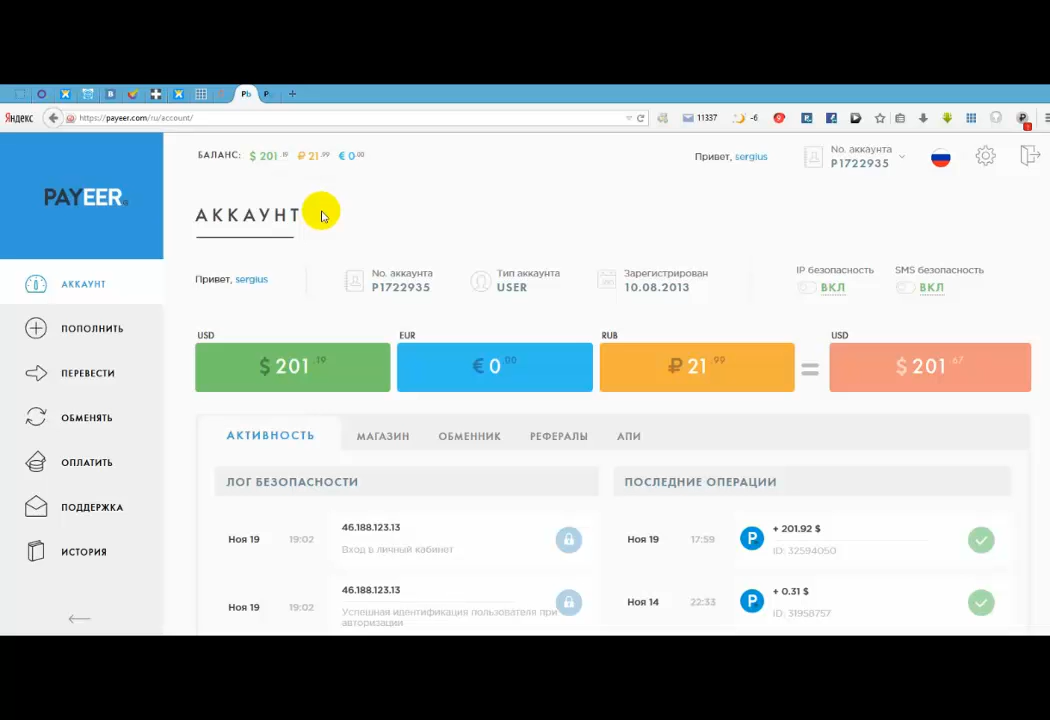 Pb
P
Яндекс
https://payeer.com/ru/account/
11337
-6
БАЛАНС: $ 201.19 ₽ 21.99 € 0.00
Привет, sergius
No. аккаунта
P1722935
PAYEER
АККАУНТ
Привет, sergius
No. аккаунта
P1722935
Тип аккаунта
USER
Зарегистрирован
10.08.2013
IP безопасность
ВКЛ
SMS безопасность
ВКЛ
АККАУНТ
ПОПОЛНИТЬ
ПЕРЕВЕСТИ
ОБМЕНЯТЬ
ОПЛАТИТЬ
ПОДДЕРЖКА
ИСТОРИЯ
USD
$ 201.19
EUR
€ 0.00
RUB
₽ 21.99
=
USD
$ 201.67
АКТИВНОСТЬ
МАГАЗИН
ОБМЕННИК
РЕФЕРАЛЫ
АПИ
ЛОГ БЕЗОПАСНОСТИ
Ноя 19 19:02
46.188.123.13
Вход в личный кабинет
Ноя 19 19:02
46.188.123.13
Успешная идентификация пользователя при
авторизации
ПОСЛЕДНИЕ ОПЕРАЦИИ
Ноя 19 17:59
+ 201.92 $
ID: 32594050
Ноя 14 22:33
+ 0.31 $
ID: 31958757